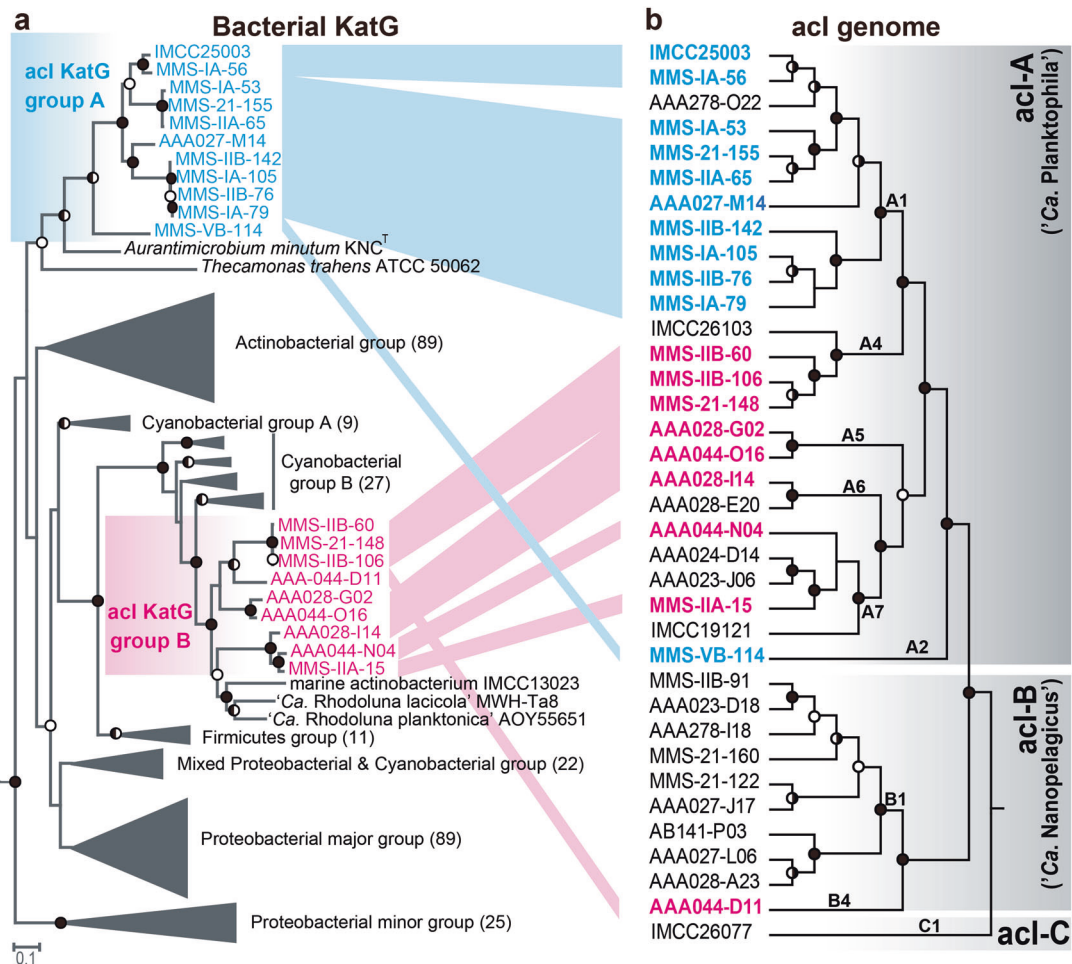 a
Bacterial KatG
acI KatG
group A
IMCC25003
MMS-IA-56
MMS-IA-53
MMS-21-155
MMS-IIA-65
AAA027-M14
MMS-IIB-142
MMS-IA-105
MMS-IIB-76
MMS-IA-79
MMS-VB-114
Aurantimicrobium minutum KNC^T
Thecamonas trahens ATCC 50062
Actinobacterial group (89)
Cyanobacterial group A (9)
Cyanobacterial
group B (27)
acI KatG
group B
MMS-IIB-60
MMS-21-148
MMS-IIB-106
AAA-044-D11
AAA028-G02
AAA044-O16
AAA028-I14
AAA044-N04
MMS-IIA-15
marine actinobacterium IMCC13023
'Ca. Rhodoluna lacicola' MWH-Ta8
'Ca. Rhodoluna planktonica' AOY55651
Firmicutes group (11)
Mixed Proteobacterial & Cyanobacterial group (22)
Proteobacterial major group (89)
Proteobacterial minor group (25)
0.1
b
acI genome
IMCC25003
MMS-IA-56
AAA278-O22
MMS-IA-53
MMS-21-155
MMS-IIA-65
AAA027-M14
MMS-IIB-142
MMS-IA-105
MMS-IIB-76
MMS-IA-79
IMCC26103
MMS-IIB-60
MMS-IIB-106
MMS-21-148
AAA028-G02
AAA044-O16
AAA028-I14
AAA028-E20
AAA044-N04
AAA024-D14
AAA023-J06
MMS-IIA-15
IMCC19121
MMS-VB-114
MMS-IIB-91
AAA023-D18
AAA278-I18
MMS-21-160
MMS-21-122
AAA027-J17
AB141-P03
AAA027-L06
AAA028-A23
AAA044-D11
IMCC26077
A1
A4
A5
A6
A7
A2
B1
B4
C1
acI-A
('Ca. Planktophila')
acI-B
('Ca. Nanopelagicus')
acI-C